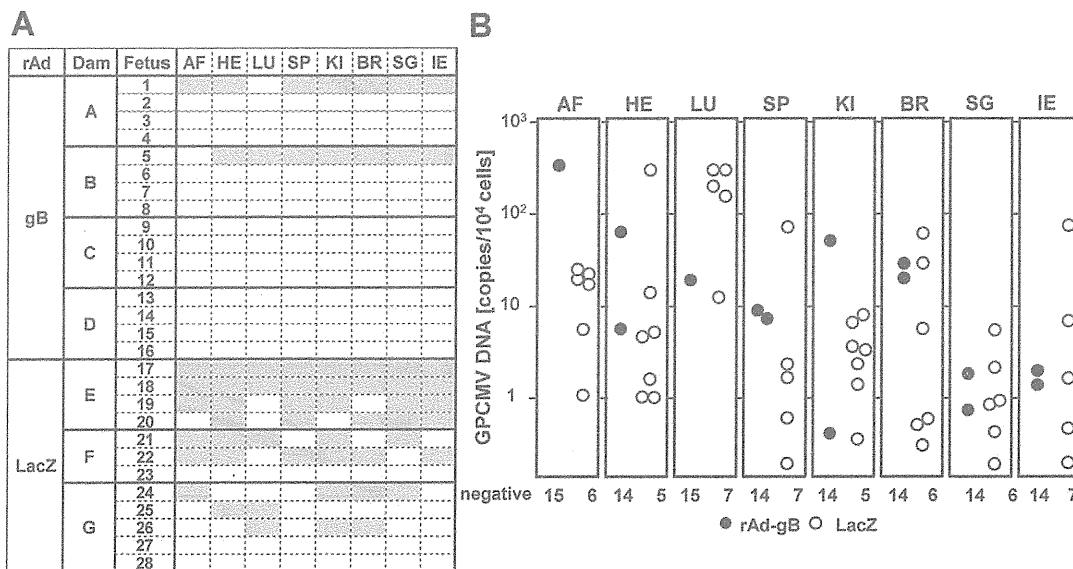 A
rAd Dam Fetus AF HE LU SP KI BR SG IE
gB
A
1
2
3
4
B
5
6
7
8
C
9
10
11
12
D
13
14
15
16
LacZ
E
17
18
19
20
F
21
22
23
G
24
25
26
27
28
B
AF HE LU SP KI BR SG IE
GPCMV DNA [copies/10⁴ cells]
10³
10²
10
1
negative 15 6 14 5 15 7 14 7 14 5 14 6 14 6 14 7
rAd-gB LacZ